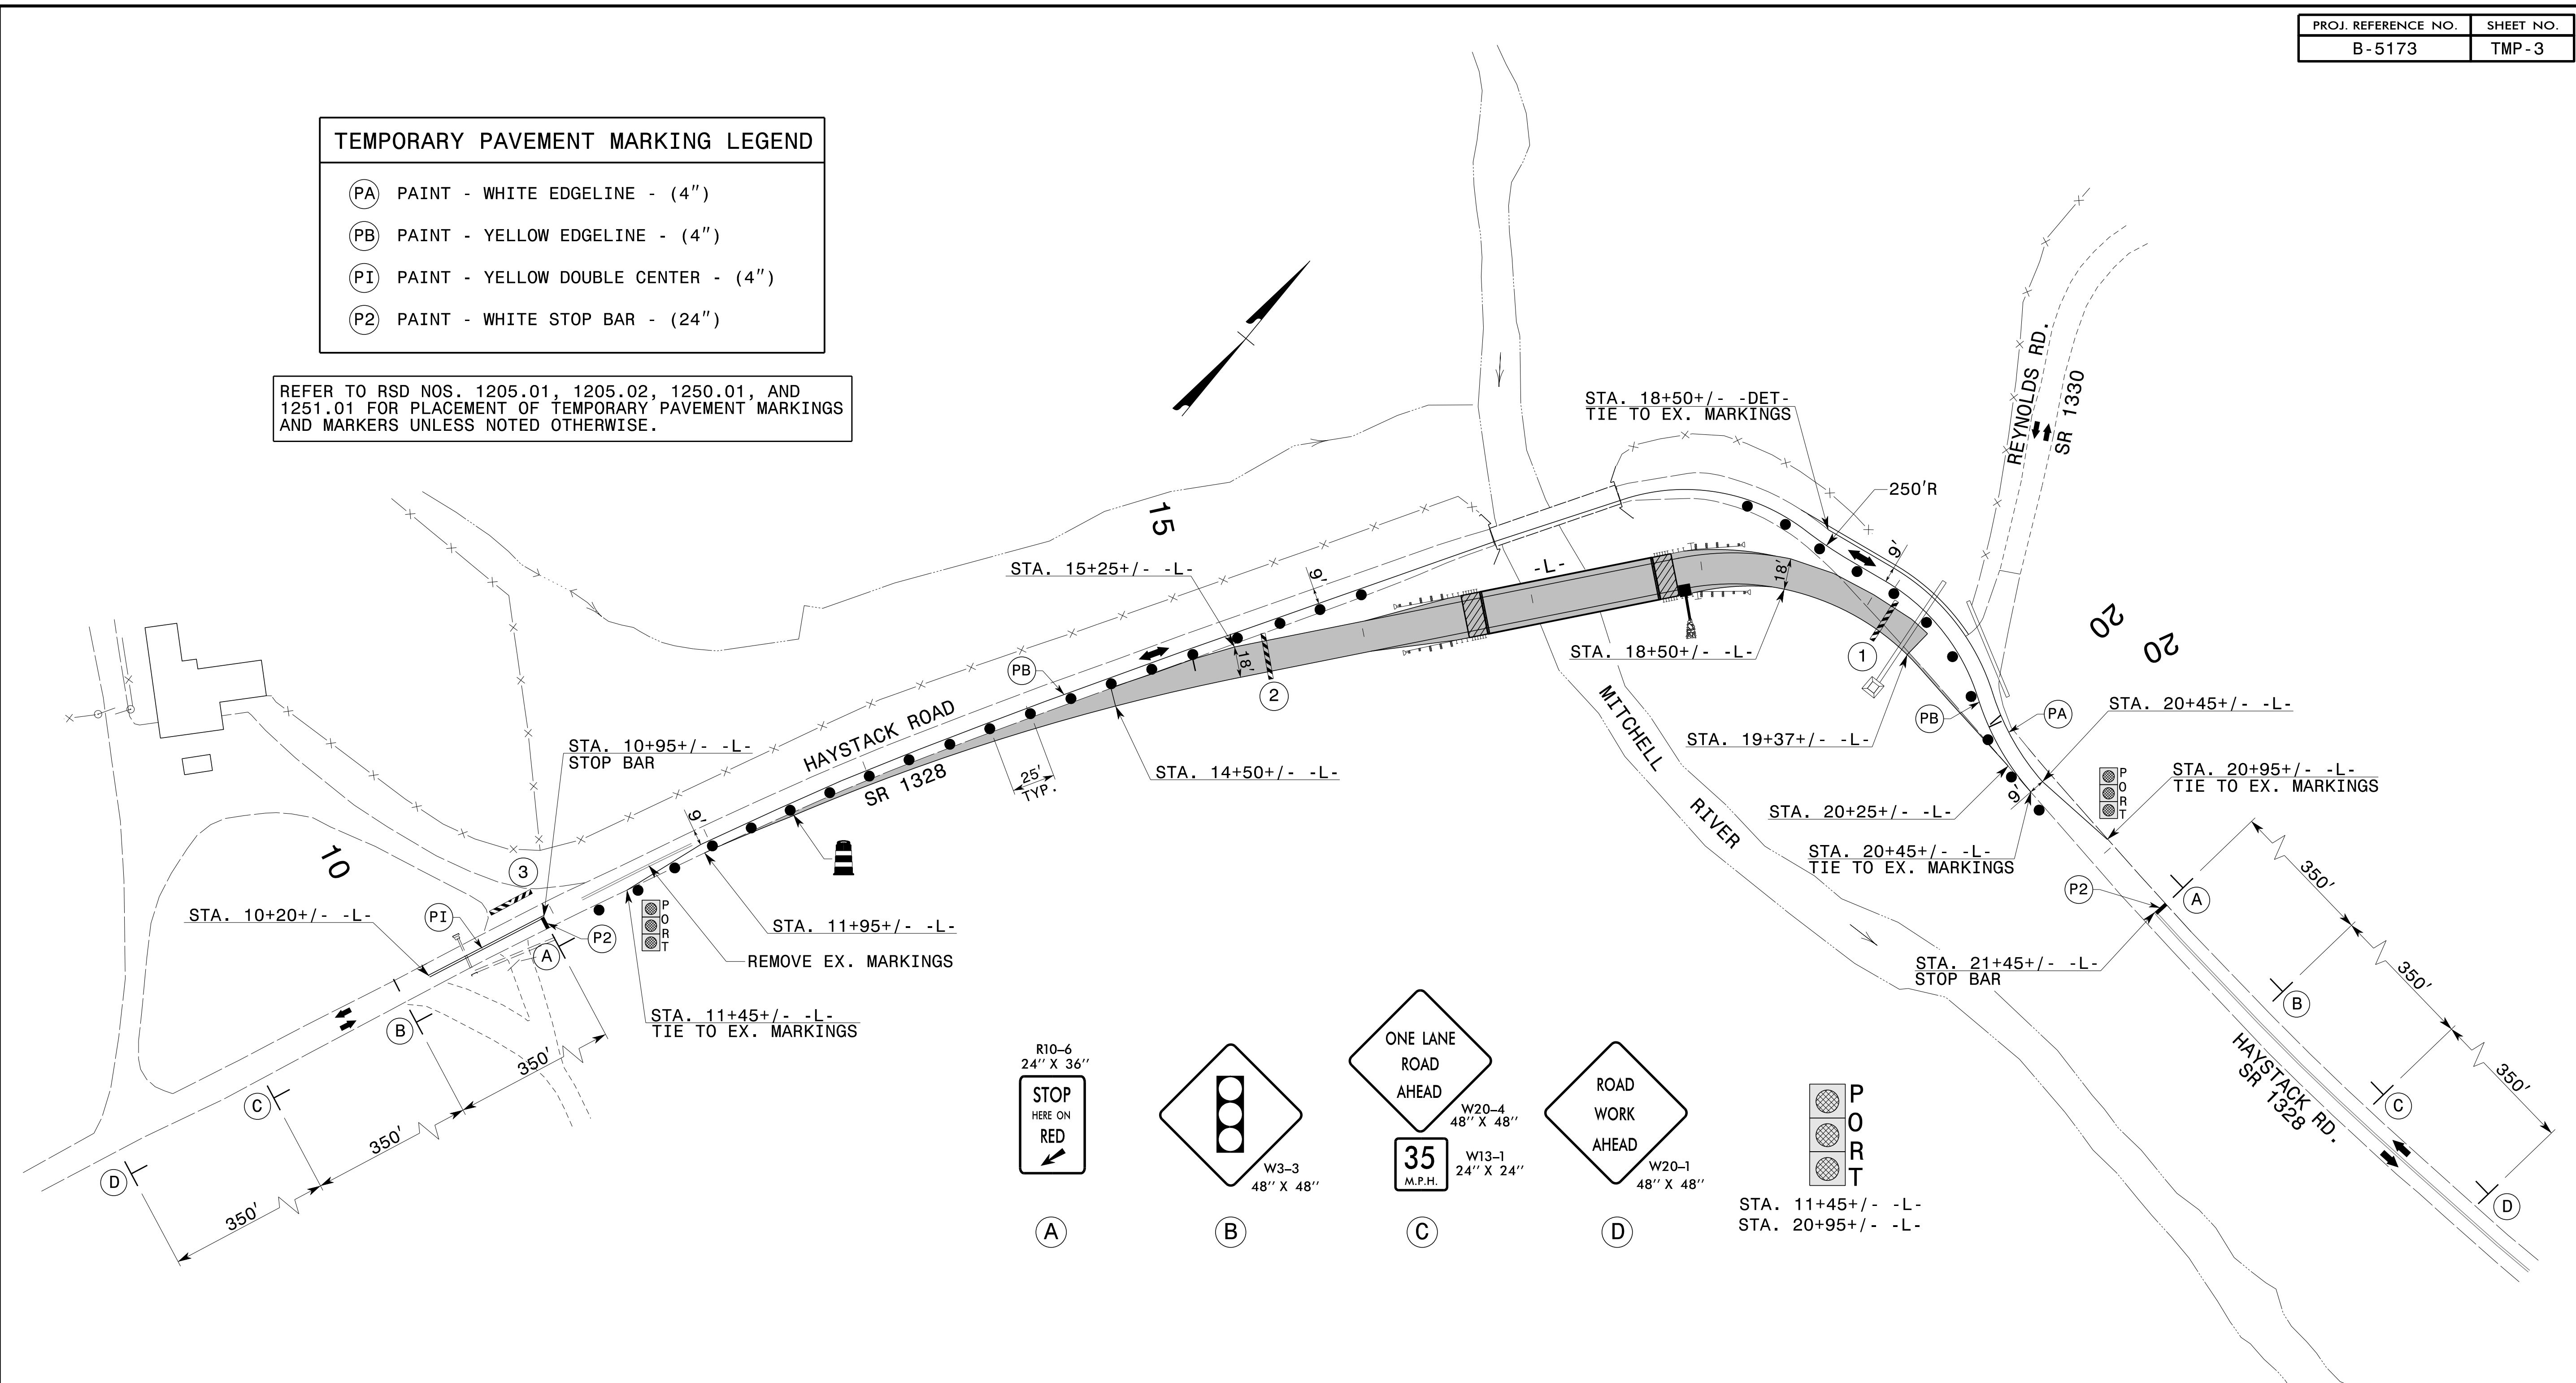 PROJ. REFERENCE NO. SHEET NO.
B-5173 TMP-3
TEMPORARY PAVEMENT MARKING LEGEND
PA PAINT - WHITE EDGELINE - (4")
PB PAINT - YELLOW EDGELINE - (4")
PI PAINT - YELLOW DOUBLE CENTER - (4")
P2 PAINT - WHITE STOP BAR - (24")
REFER TO RSD NOS. 1205.01, 1205.02, 1250.01, AND
1251.01 FOR PLACEMENT OF TEMPORARY PAVEMENT MARKINGS
AND MARKERS UNLESS NOTED OTHERWISE.
STA. 18+50+/- -DET-
TIE TO EX. MARKINGS
REYNOLDS RD.
SR 1330
250'R
15
STA. 15+25+/- -L-
9'
-L-
18'
9'
20
20
PB
18'
2
STA. 18+50+/- -L-
1
HAYSTACK ROAD
SR 1328
MITCHELL
RIVER
PB
PA
STA. 20+45+/- -L-
STA. 19+37+/- -L-
STA. 10+95+/- -L-
STOP BAR
25'
TYP.
STA. 14+50+/- -L-
9'
PORT
STA. 20+95+/- -L-
TIE TO EX. MARKINGS
STA. 20+25+/- -L-
9'
STA. 20+45+/- -L-
TIE TO EX. MARKINGS
10
3
STA. 10+20+/- -L-
PI
P2
A
PORT
STA. 11+95+/- -L-
REMOVE EX. MARKINGS
STA. 11+45+/- -L-
TIE TO EX. MARKINGS
P2
A
350'
STA. 21+45+/- -L-
STOP BAR
B
350'
C
350'
D
HAYSTACK RD.
SR 1328
B
350'
C
350'
D
350'
R10-6
24" X 36"
STOP
HERE ON
RED
A
W3-3
48" X 48"
B
ONE LANE
ROAD
AHEAD
W20-4
48" X 48"
35
M.P.H.
W13-1
24" X 24"
C
ROAD
WORK
AHEAD
W20-1
48" X 48"
D
PORT
STA. 11+45+/- -L-
STA. 20+95+/- -L-